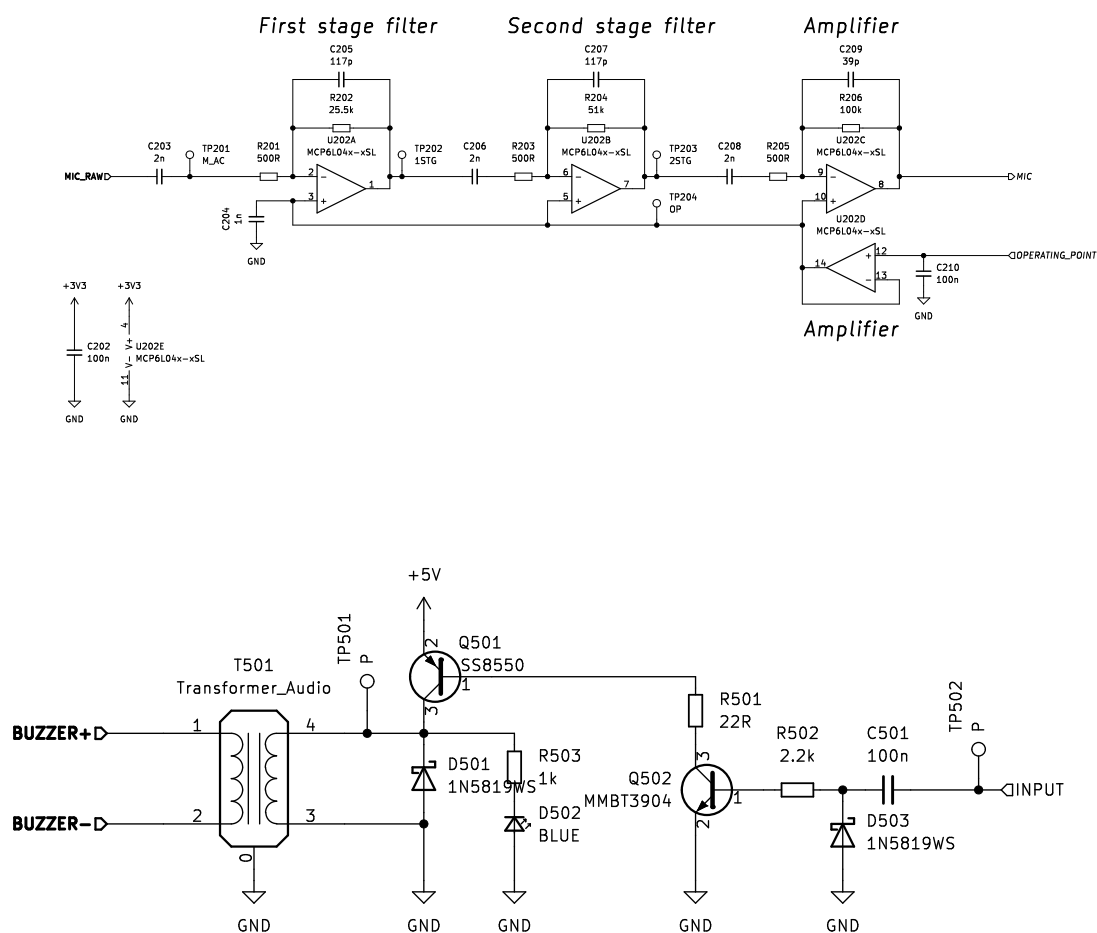 First stage filter
Second stage filter
Amplifier
C205
117p
R202
25.5k
C207
117p
R204
51k
C209
39p
R206
100k
U202A
MCP6L04x-xSL
U202B
MCP6L04x-xSL
U202C
MCP6L04x-xSL
MIC_RAW
C203
2n
TP201
M_AC
R201
500R
2
-
3
+
1
TP202
1STG
C206
2n
R203
500R
6
-
5
+
7
TP203
2STG
C208
2n
R205
500R
9
-
10
+
8
MIC
C204
1n
GND
TP204
OP
U202D
MCP6L04x-xSL
14
+
12
-
13
OPERATING_POINT
C210
100n
GND
Amplifier
+3V3
C202
100n
GND
+3V3
4
V+
V-
11
U202E
MCP6L04x-xSL
GND
+5V
TP501
P
2
Q501
SS8550
1
3
T501
Transformer_Audio
BUZZER+
1
4
BUZZER-
2
3
0
GND
D501
1N5819WS
GND
R503
1k
D502
BLUE
GND
R501
22R
3
Q502
MMBT3904
1
2
GND
R502
2.2k
C501
100n
TP502
P
INPUT
D503
1N5819WS
GND